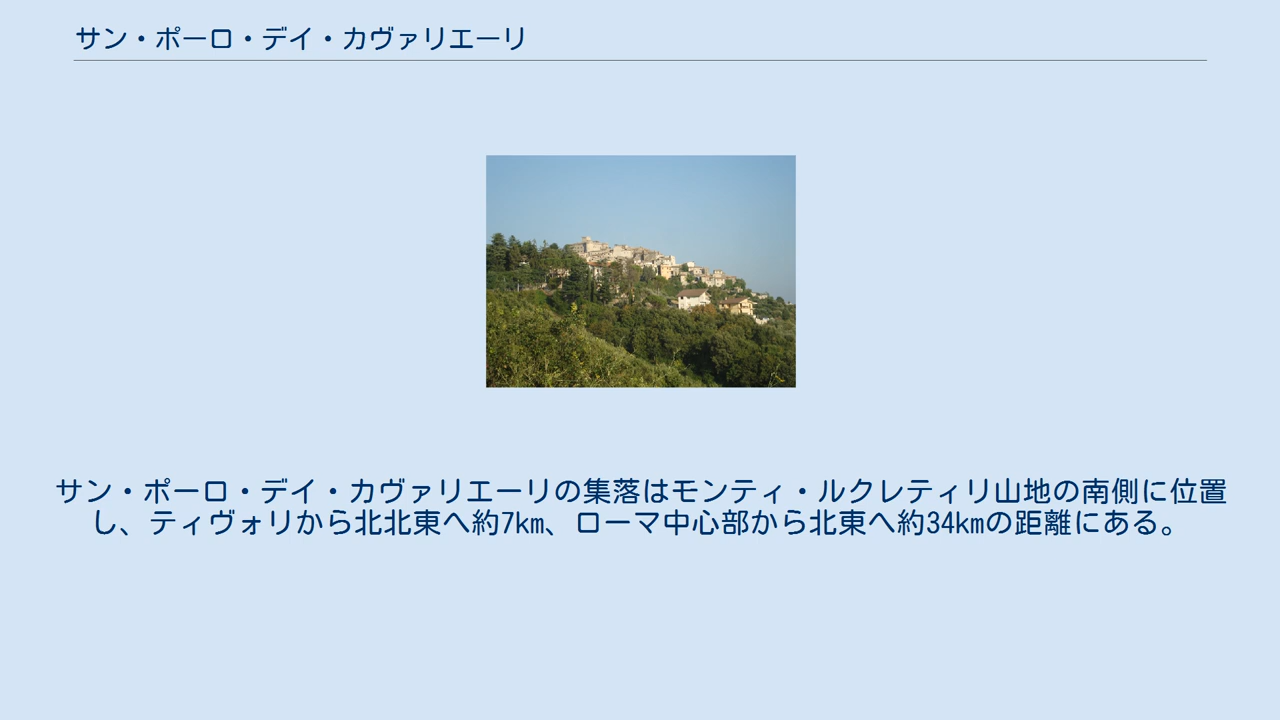 サン・ポーロ・デイ・カヴァリエーリ
サン・ポーロ・デイ・カヴァリエーリの集落はモンティ・ルクレティリ山地の南側に位置
し、ティヴォリから北北東へ約7km、ローマ中心部から北東へ約34kmの距離にある。